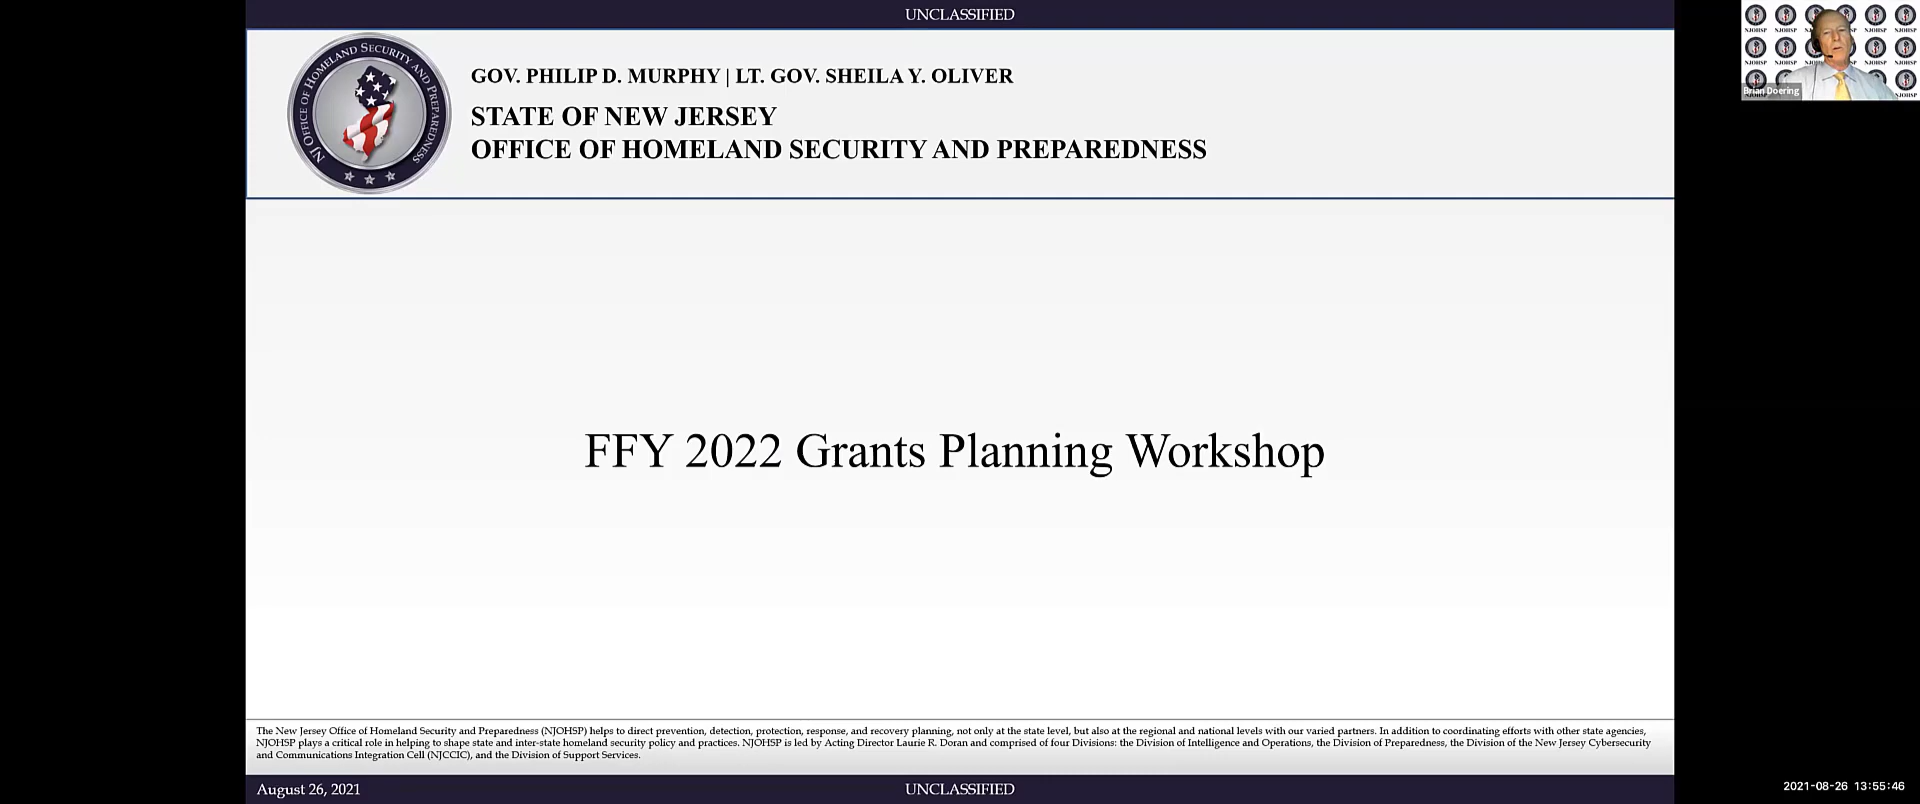 UNCLASSIFIED
NJ OFFICE OF HOMELAND SECURITY AND PREPAREDNESS
GOV. PHILIP D. MURPHY | LT. GOV. SHEILA Y. OLIVER
STATE OF NEW JERSEY
OFFICE OF HOMELAND SECURITY AND PREPAREDNESS
NJOHSP
NJOHSP
NJOHSP
NJOHSP
Brian Doering
NJOHSP
FFY 2022 Grants Planning Workshop
The New Jersey Office of Homeland Security and Preparedness (NJOHSP) helps to direct prevention, detection, protection, response, and recovery planning, not only at the state level, but also at the regional and national levels with our varied partners. In addition to coordinating efforts with other state agencies,
NJOHSP plays a critical role in helping to shape state and inter-state homeland security policy and practices. NJOHSP is led by Acting Director Laurie R. Doran and comprised of four Divisions: the Division of Intelligence and Operations, the Division of Preparedness, the Division of the New Jersey Cybersecurity
and Communications Integration Cell (NJCCIC), and the Division of Support Services.
August 26, 2021
UNCLASSIFIED
2021-08-26 13:55:46